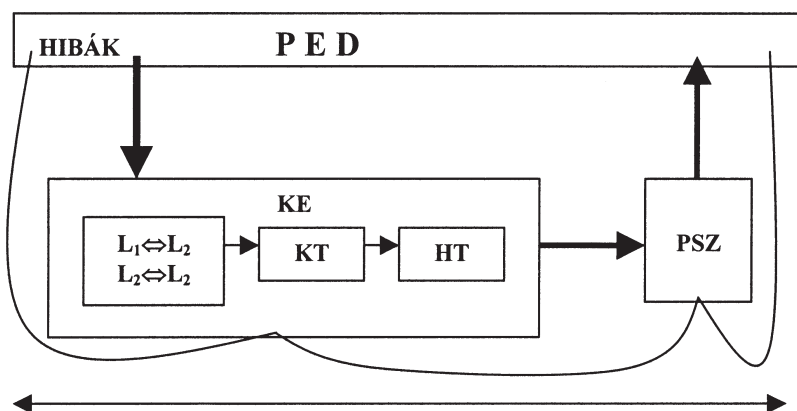 HIBÁK P E D
KE
L₁⇔L₂
L₂⇔L₂
KT
HT
PSZ